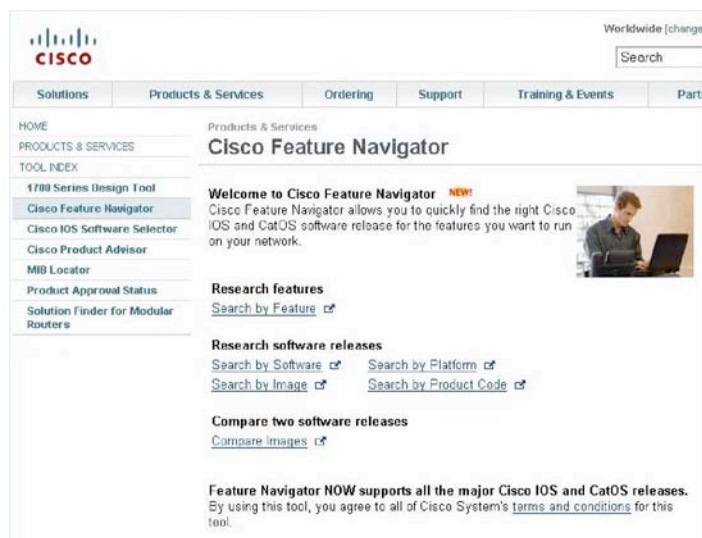 CISCO
Worldwide [change
Search
Solutions
Products & Services
Ordering
Support
Training & Events
Part
HOME
PRODUCTS & SERVICES
TOOL INDEX
1700 Series Design Tool
Cisco Feature Navigator
Cisco IOS Software Selector
Cisco Product Advisor
MIB Locator
Product Approval Status
Solution Finder for Modular
Routers
Products & Services
Cisco Feature Navigator
Welcome to Cisco Feature Navigator NEW!
Cisco Feature Navigator allows you to quickly find the right Cisco
IOS and CatOS software release for the features you want to run
on your network.
Research features
Search by Feature
Research software releases
Search by Software Search by Platform
Search by Image Search by Product Code
Compare two software releases
Compare Images
Feature Navigator NOW supports all the major Cisco IOS and CatOS releases.
By using this tool, you agree to all of Cisco System's terms and conditions for this
tool.